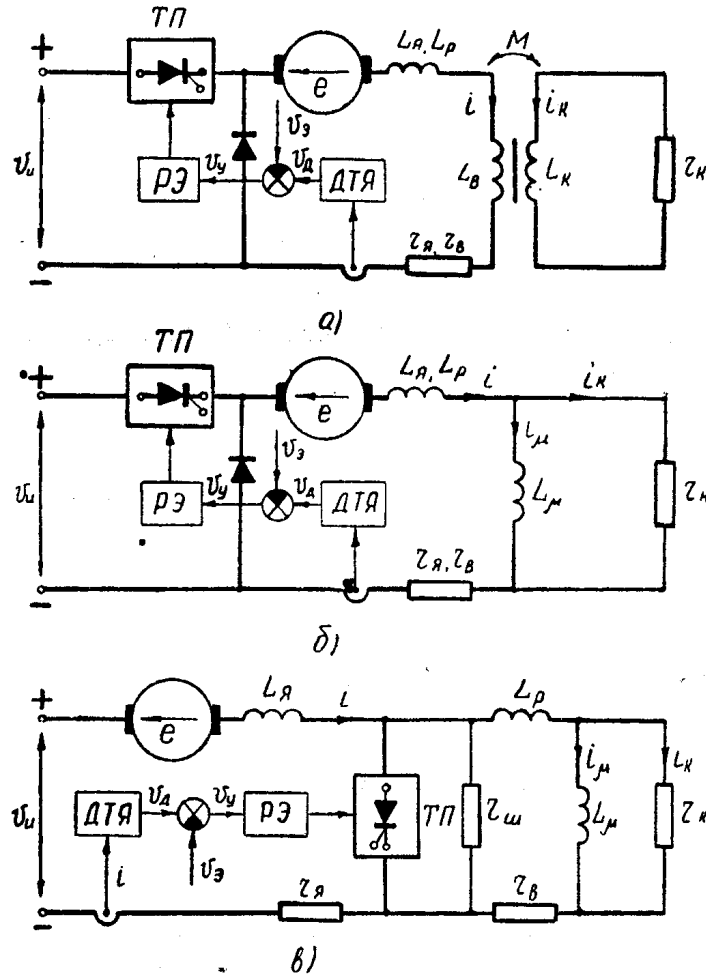 ТП
+
e
Lя, Lр
M
i
iк
υи
РЭ
υу
υэ
υд
ДТЯ
Lв
Lк
rк
rя, rв
−
а)
ТП
+
e
Lя, Lр
i
iк
υи
РЭ
υу
υэ
υд
ДТЯ
iμ
Lμ
rк
rя, rв
−
б)
+
e
Lя
i
Lр
υи
ДТЯ
υд
υу
РЭ
ТП
rш
iμ
Lμ
iк
rк
i
υэ
rя
rв
−
в)